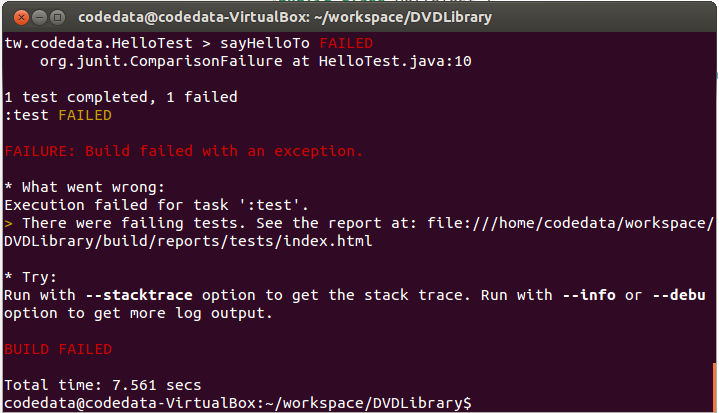 codedata@codedata-VirtualBox: ~/workspace/DVDLibrary
tw.codedata.HelloTest > sayHelloTo FAILED
org.junit.ComparisonFailure at HelloTest.java:10
1 test completed, 1 failed
:test FAILED
FAILURE: Build failed with an exception.
* What went wrong:
Execution failed for task ':test'.
> There were failing tests. See the report at: file:///home/codedata/workspace/
DVDLibrary/build/reports/tests/index.html
* Try:
Run with --stacktrace option to get the stack trace. Run with --info or --debu
option to get more log output.
BUILD FAILED
Total time: 7.561 secs
codedata@codedata-VirtualBox:~/workspace/DVDLibrary$